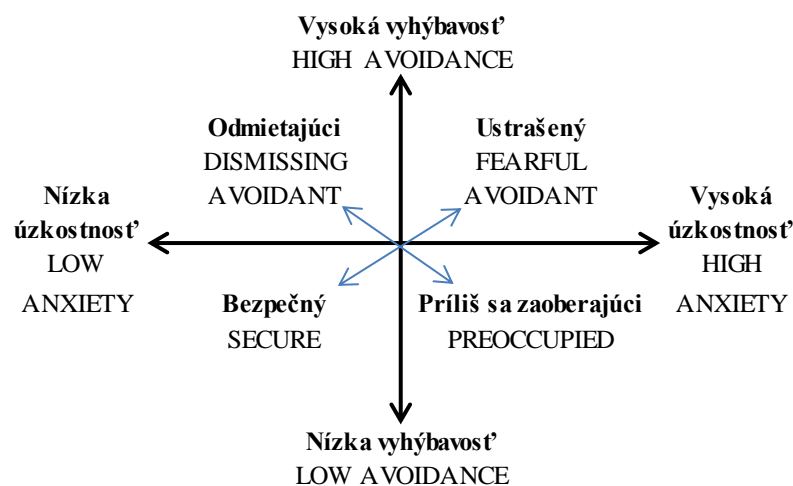 Vysoká vyhýbavosť
HIGH AVOIDANCE
Odmietajúci
DISMISSING
AVOIDANT
Ustrašený
FEARFUL
AVOIDANT
Nízka
úzkostnosť
LOW
ANXIETY
Vysoká
úzkostnosť
HIGH
ANXIETY
Bezpečný
SECURE
Príliš sa zaoberajúci
PREOCCUPIED
Nízka vyhýbavosť
LOW AVOIDANCE